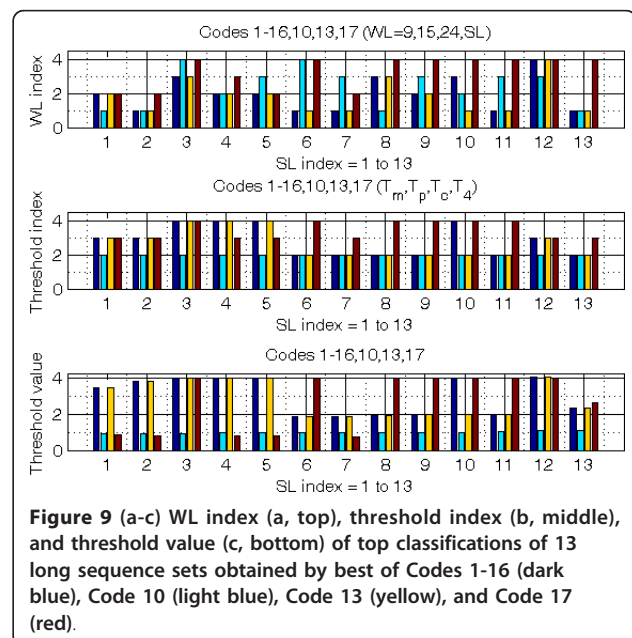 Codes 1-16,10,13,17 (WL=9,15,24,SL)
4
2
0
WL index
1 2 3 4 5 6 7 8 9 10 11 12 13
SL index = 1 to 13
Codes 1-16,10,13,17 (Tm,Tp,Tc,T4)
4
2
0
Threshold index
1 2 3 4 5 6 7 8 9 10 11 12 13
SL index = 1 to 13
Codes 1-16,10,13,17
4
2
0
Threshold value
1 2 3 4 5 6 7 8 9 10 11 12 13
SL index = 1 to 13
Figure 9 (a-c) WL index (a, top), threshold index (b, middle),
and threshold value (c, bottom) of top classifications of 13
long sequence sets obtained by best of Codes 1-16 (dark
blue), Code 10 (light blue), Code 13 (yellow), and Code 17
(red).